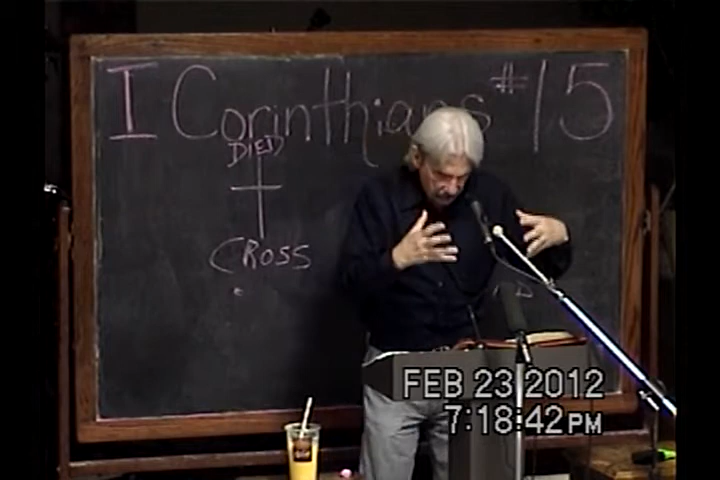 I Corinthians #15
DIED
CROSS
FEB 23 2012
7:18:42 PM